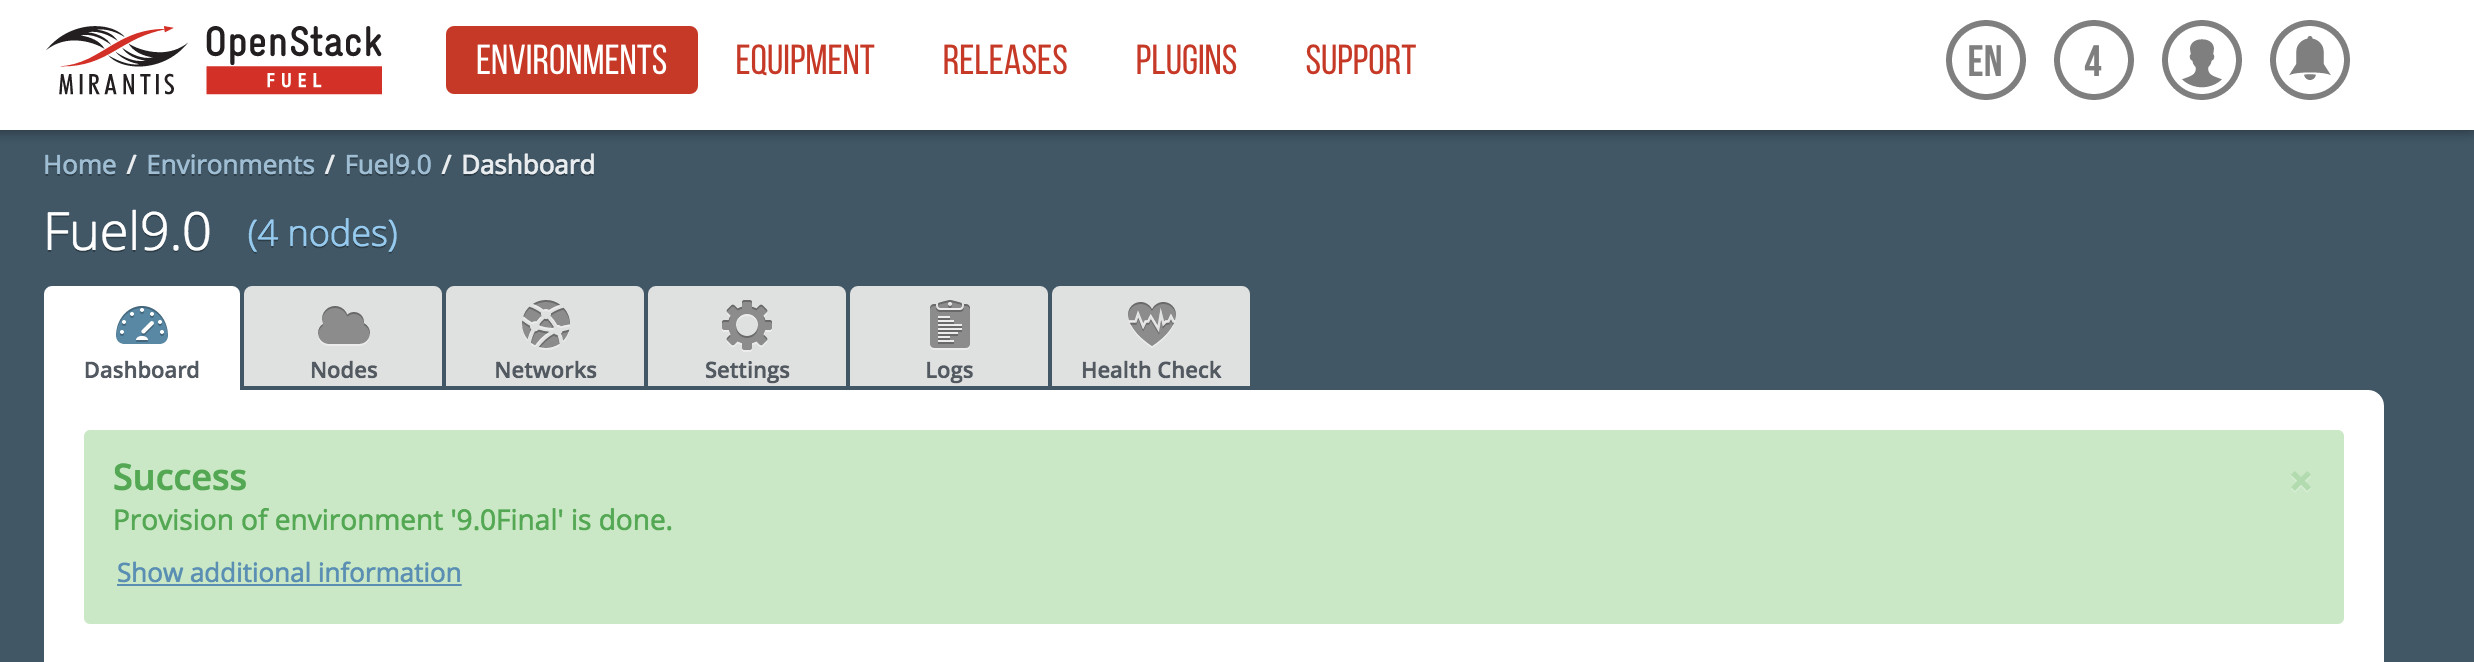 MIRANTIS OpenStack FUEL ENVIRONMENTS EQUIPMENT RELEASES PLUGINS SUPPORT EN 4
Home / Environments / Fuel9.0 / Dashboard
Fuel9.0 (4 nodes)
Dashboard Nodes Networks Settings Logs Health Check
Success
Provision of environment '9.0Final' is done.
Show additional information